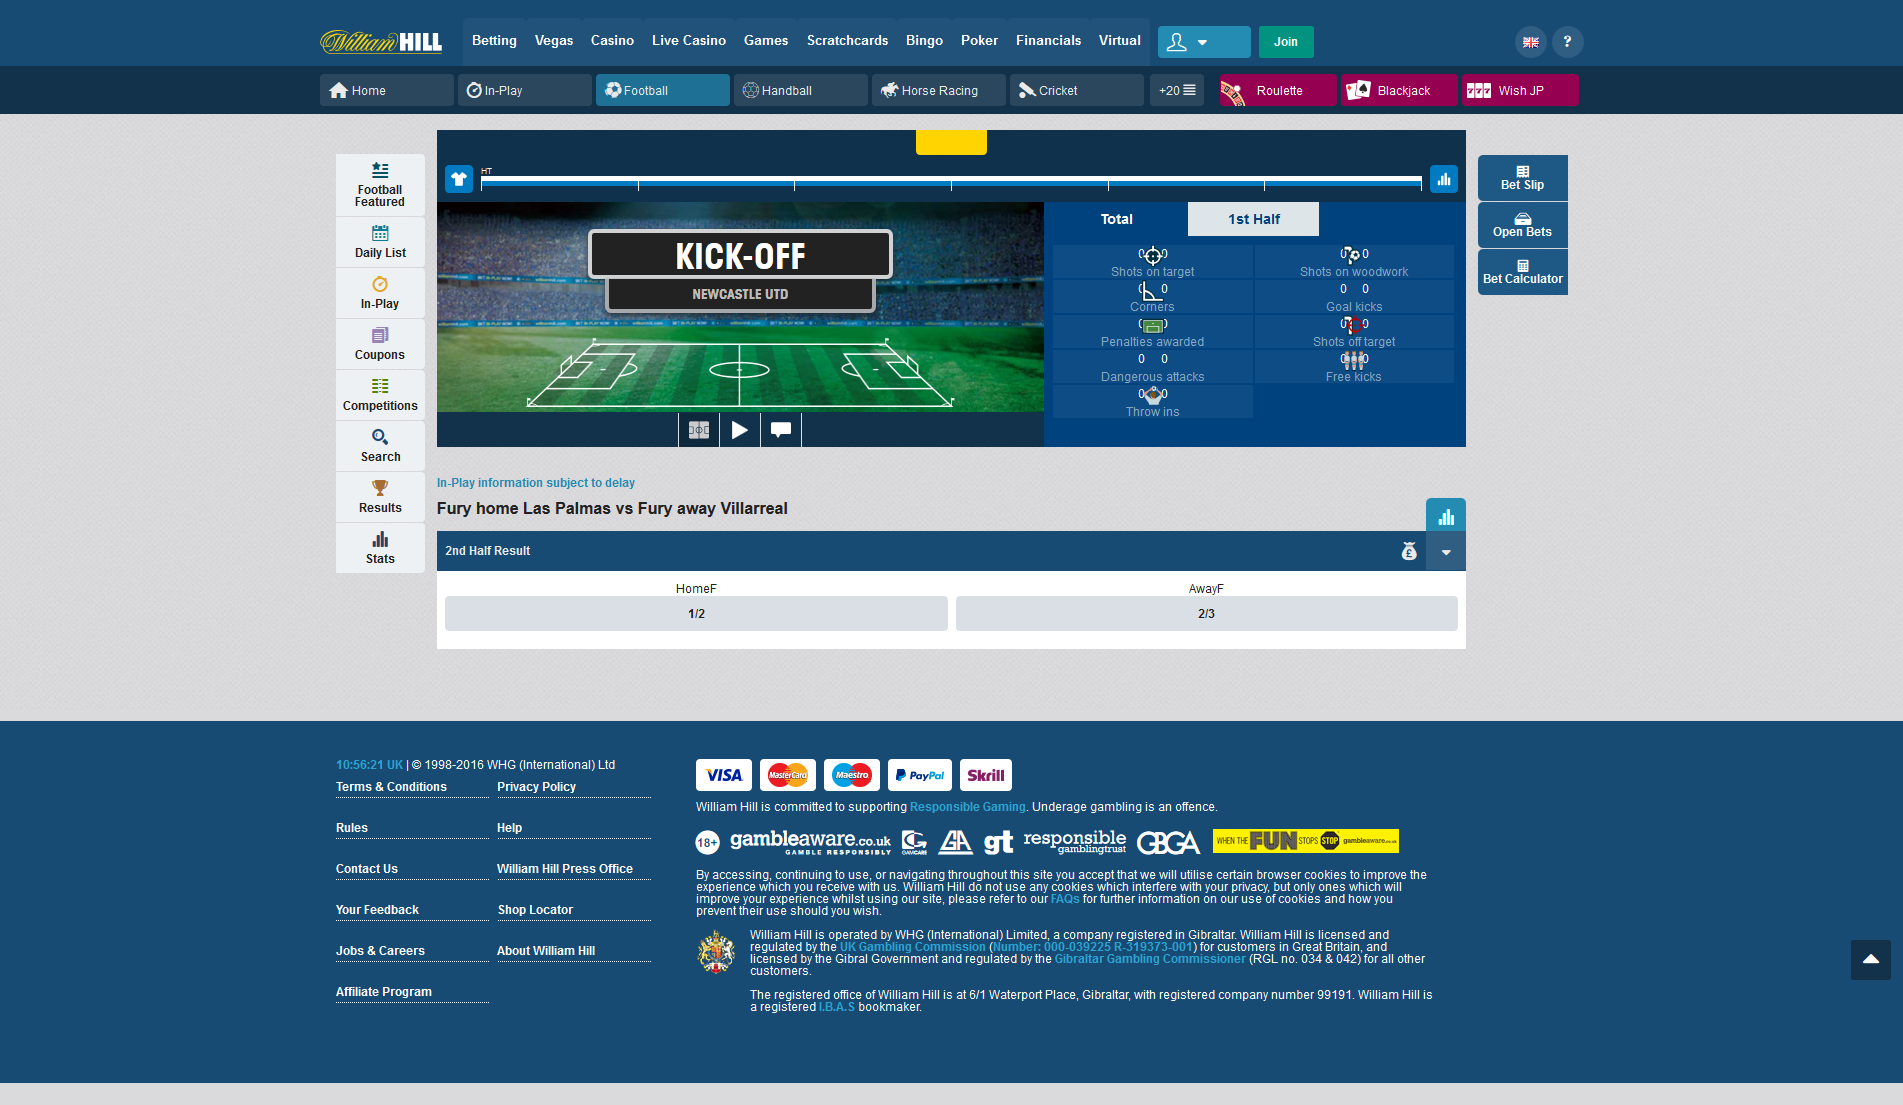 William HILL
Betting
Vegas
Casino
Live Casino
Games
Scratchcards
Bingo
Poker
Financials
Virtual
Join
?
Home
In-Play
Football
Handball
Horse Racing
Cricket
+20
Roulette
Blackjack
777
Wish JP
Football
Featured
Daily List
In-Play
Coupons
Competitions
Search
Results
Stats
HT
KICK-OFF
NEWCASTLE UTD
Total
1st Half
0 0
Shots on target
0 0
Shots on woodwork
0 0
Corners
0 0
Goal kicks
0 0
Penalties awarded
0 0
Shots off target
0 0
Dangerous attacks
0 0
Free kicks
0 0
Throw ins
Bet Slip
Open Bets
Bet Calculator
In-Play information subject to delay
Fury home Las Palmas vs Fury away Villarreal
2nd Half Result
£
HomeF
AwayF
1/2
2/3
10:56:21 UK | © 1998-2016 WHG (International) Ltd
Terms & Conditions
Privacy Policy
Rules
Help
Contact Us
William Hill Press Office
Your Feedback
Shop Locator
Jobs & Careers
About William Hill
Affiliate Program
VISA
MasterCard
Maestro
PayPal
Skrill
William Hill is committed to supporting Responsible Gaming. Underage gambling is an offence.
18+
gambleaware.co.uk
GAMBLE RESPONSIBLY
GAMCARE
GA
gt
responsible
gamblingtrust
GBGA
WHEN THE FUN STOPS STOP gambleaware.co.uk
By accessing, continuing to use, or navigating throughout this site you accept that we will utilise certain browser cookies to improve the
experience which you receive with us. William Hill do not use any cookies which interfere with your privacy, but only ones which will
improve your experience whilst using our site, please refer to our FAQs for further information on our use of cookies and how you
prevent their use should you wish.
William Hill is operated by WHG (International) Limited, a company registered in Gibraltar. William Hill is licensed and
regulated by the UK Gambling Commission (Number: 000-039225 R-319373-001) for customers in Great Britain, and
licensed by the Gibral Government and regulated by the Gibraltar Gambling Commissioner (RGL no. 034 & 042) for all other
customers.
The registered office of William Hill is at 6/1 Waterport Place, Gibraltar, with registered company number 99191. William Hill is
a registered I.B.A.S bookmaker.